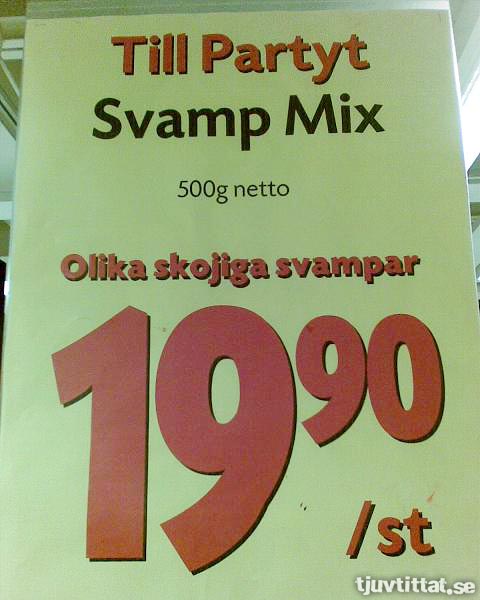 Till Partyt
Svamp Mix
500g netto
Olika skojiga svampar
19 90
/st
tjuvtittat.se